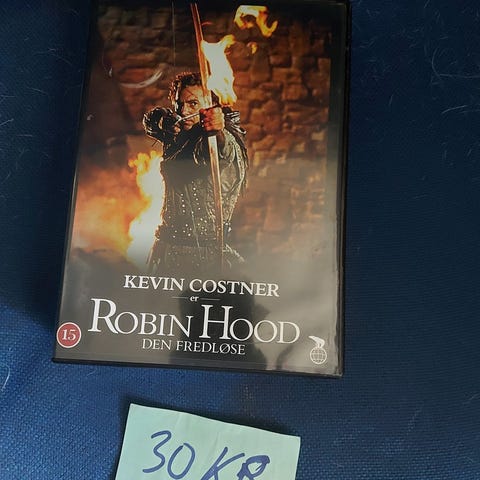 KEVIN COSTNER
er
ROBIN HOOD
DEN FREDLØSE
15
30 KR